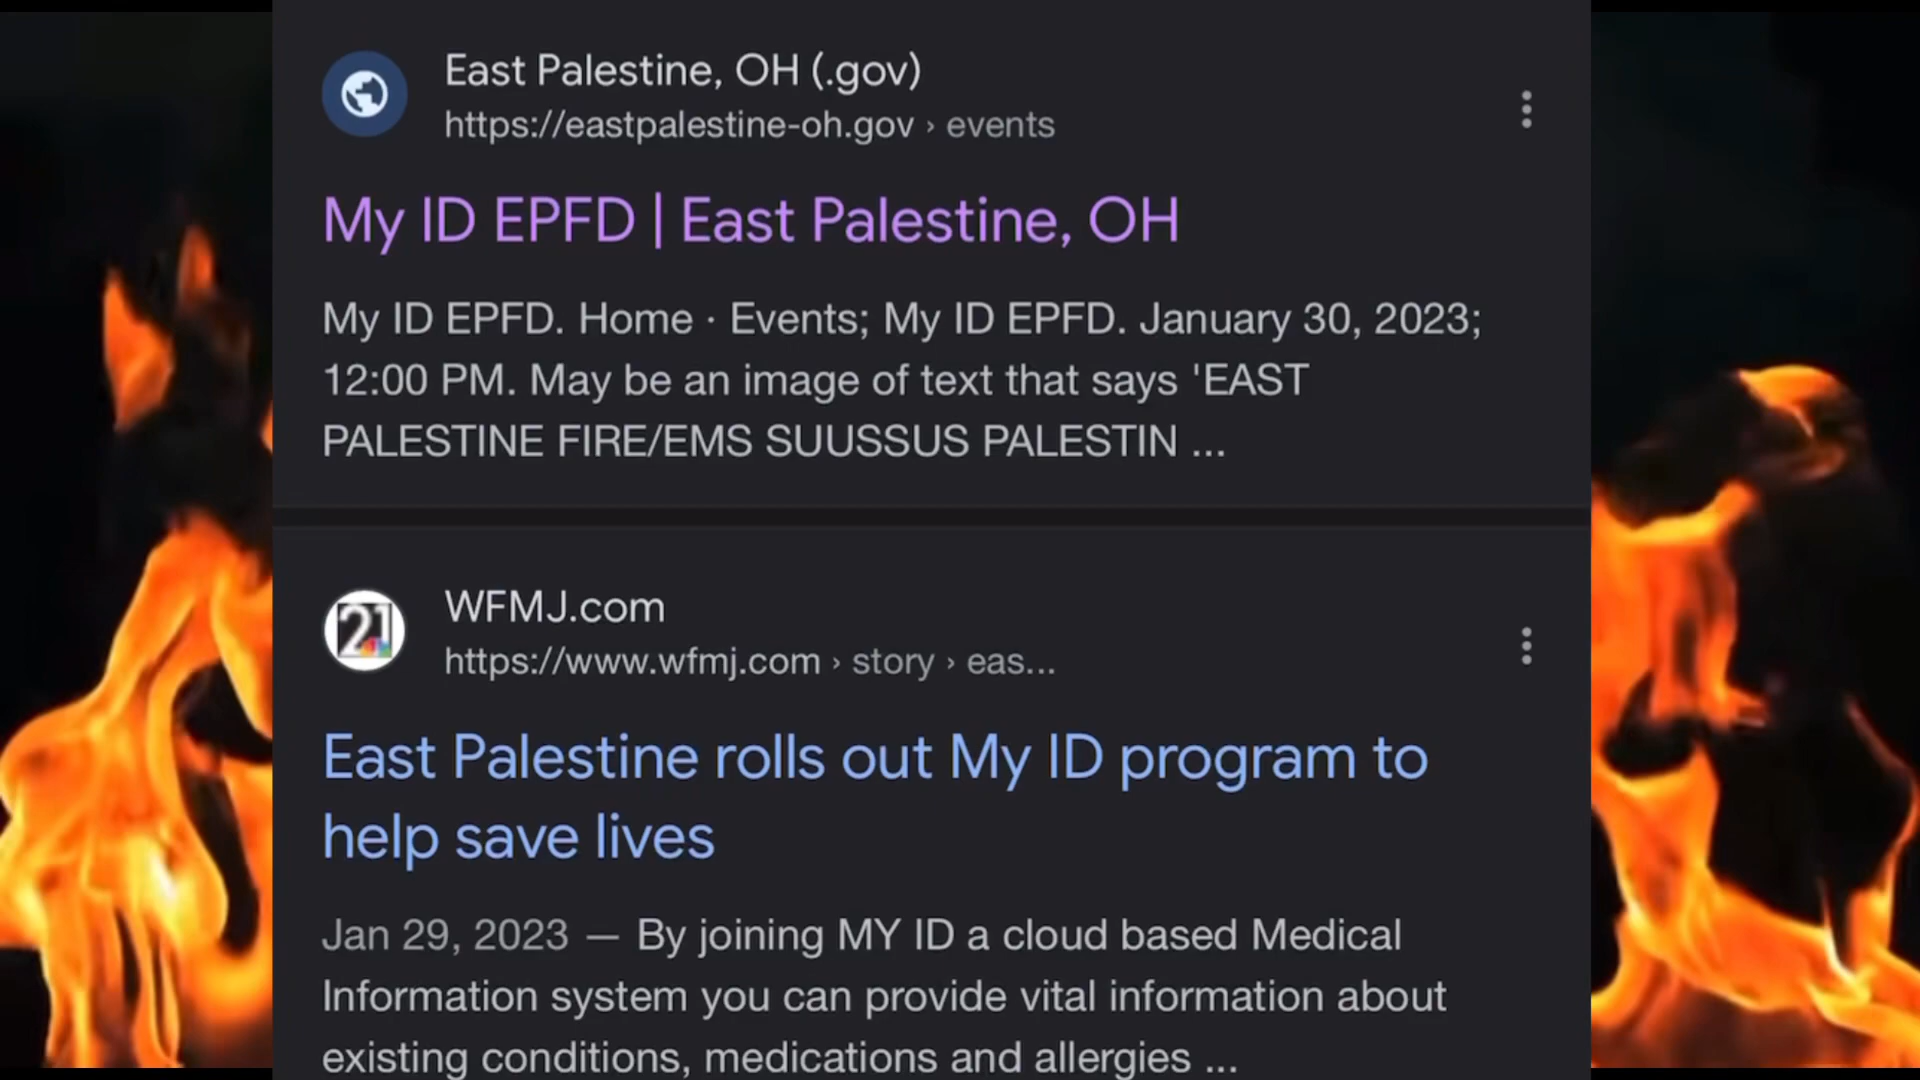 East Palestine, OH (.gov)
https://eastpalestine-oh.gov › events
My ID EPFD | East Palestine, OH
My ID EPFD. Home · Events; My ID EPFD. January 30, 2023;
12:00 PM. May be an image of text that says 'EAST
PALESTINE FIRE/EMS SUUSSUS PALESTIN ...
21
WFMJ.com
https://www.wfmj.com › story › eas...
East Palestine rolls out My ID program to
help save lives
Jan 29, 2023 — By joining MY ID a cloud based Medical
Information system you can provide vital information about
existing conditions, medications and allergies ...